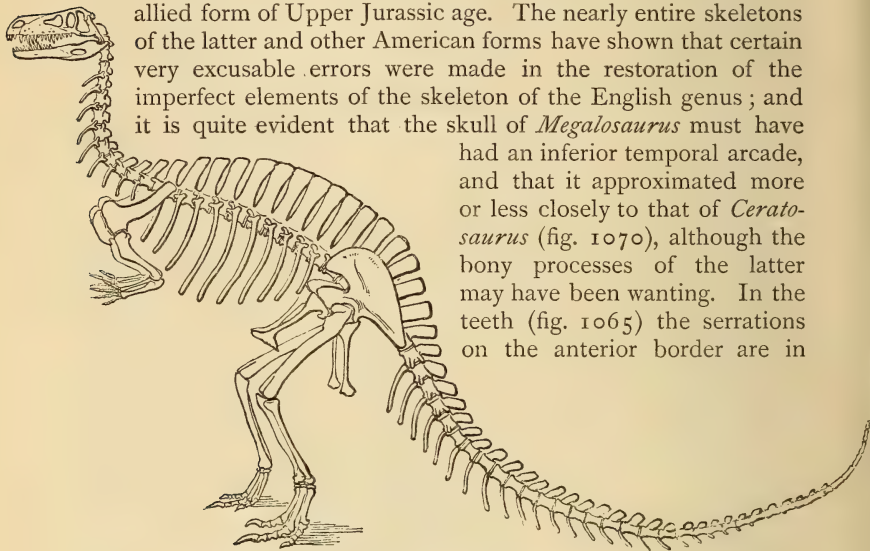 allied form of Upper Jurassic age. The nearly entire skeletons
of the latter and other American forms have shown that certain
very excusable errors were made in the restoration of the
imperfect elements of the skeleton of the English genus; and
it is quite evident that the skull of Megalosaurus must have
had an inferior temporal arcade,
and that it approximated more
or less closely to that of Cerato-
saurus (fig. 1070), although the
bony processes of the latter
may have been wanting. In the
teeth (fig. 1065) the serrations
on the anterior border are in